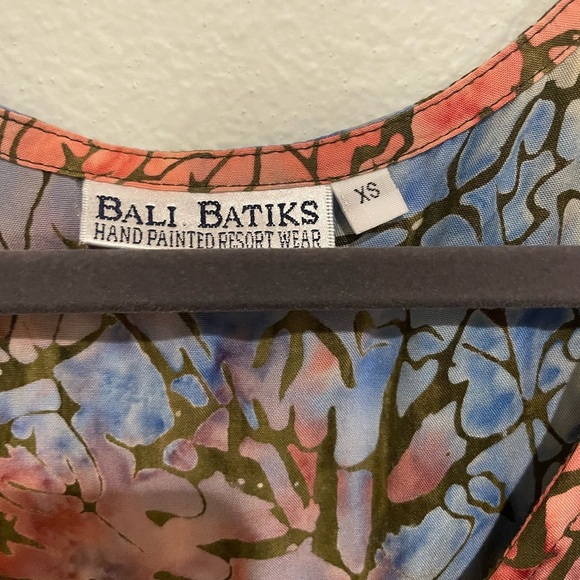 BALI BATIKS
HAND PAINTED RESORT WEAR
XS